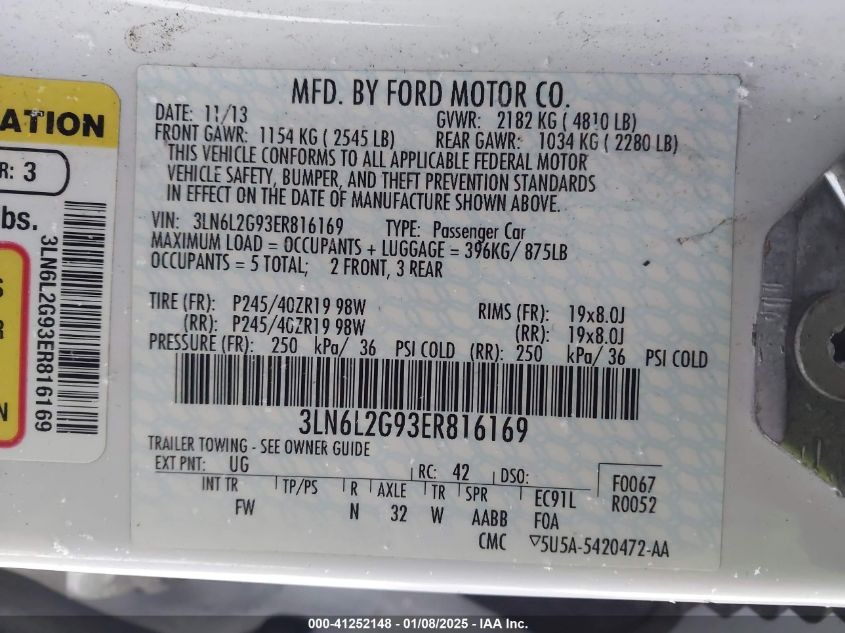 MFD. BY FORD MOTOR CO.
DATE: 11/13 GVWR: 2182 KG ( 4810 LB)
FRONT GAWR: 1154 KG ( 2545 LB) REAR GAWR: 1034 KG ( 2280 LB)
THIS VEHICLE CONFORMS TO ALL APPLICABLE FEDERAL MOTOR
VEHICLE SAFETY, BUMPER, AND THEFT PREVENTION STANDARDS
IN EFFECT ON THE DATE OF MANUFACTURE SHOWN ABOVE.
VIN: 3LN6L2G93ER816169 TYPE: Passenger Car
MAXIMUM LOAD = OCCUPANTS + LUGGAGE = 396KG/ 875LB
OCCUPANTS = 5 TOTAL; 2 FRONT, 3 REAR
TIRE (FR): P245/40ZR19 98W RIMS (FR): 19x8.0J
(RR): P245/40ZR19 98W (RR): 19x8.0J
PRESSURE (FR): 250 kPa/ 36 PSI COLD (RR): 250 kPa/ 36 PSI COLD
3LN6L2G93ER816169
TRAILER TOWING - SEE OWNER GUIDE
EXT PNT: UG RC: 42 DSO: F0067
INT TR TP/PS R AXLE TR SPR EC91L R0052
FW N 32 W AABB FOA
CMC ▽5U5A-5420472-AA
ATION
R: 3
bs.
3LN6L2G93ER816169
S
R
N
000-41252148 - 01/08/2025 - IAA Inc.